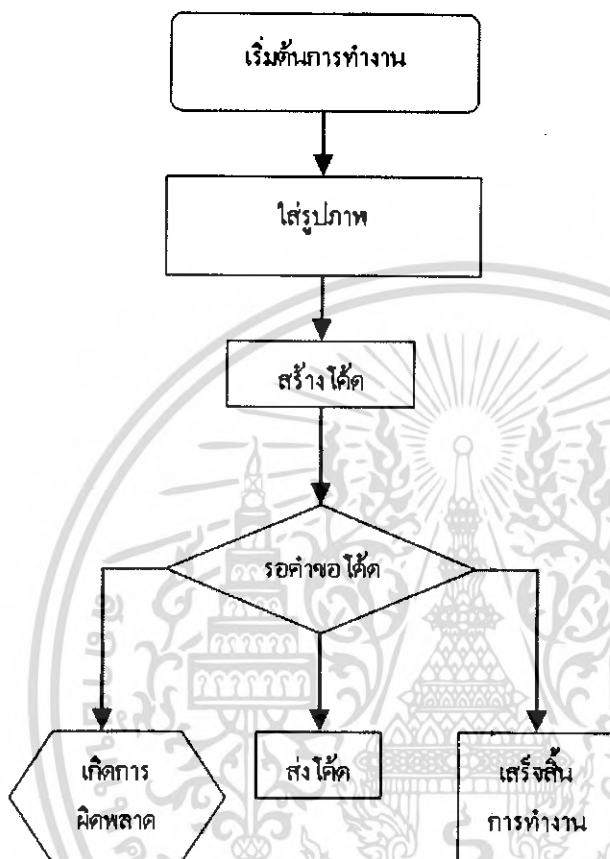 เริ่มต้นการทำงาน
ใส่รูปภาพ
สร้างโค้ด
รอคำขอโค้ด
เกิดการ
ผิดพลาด
ส่งโค้ด
เสร็จสิ้น
การทำงาน